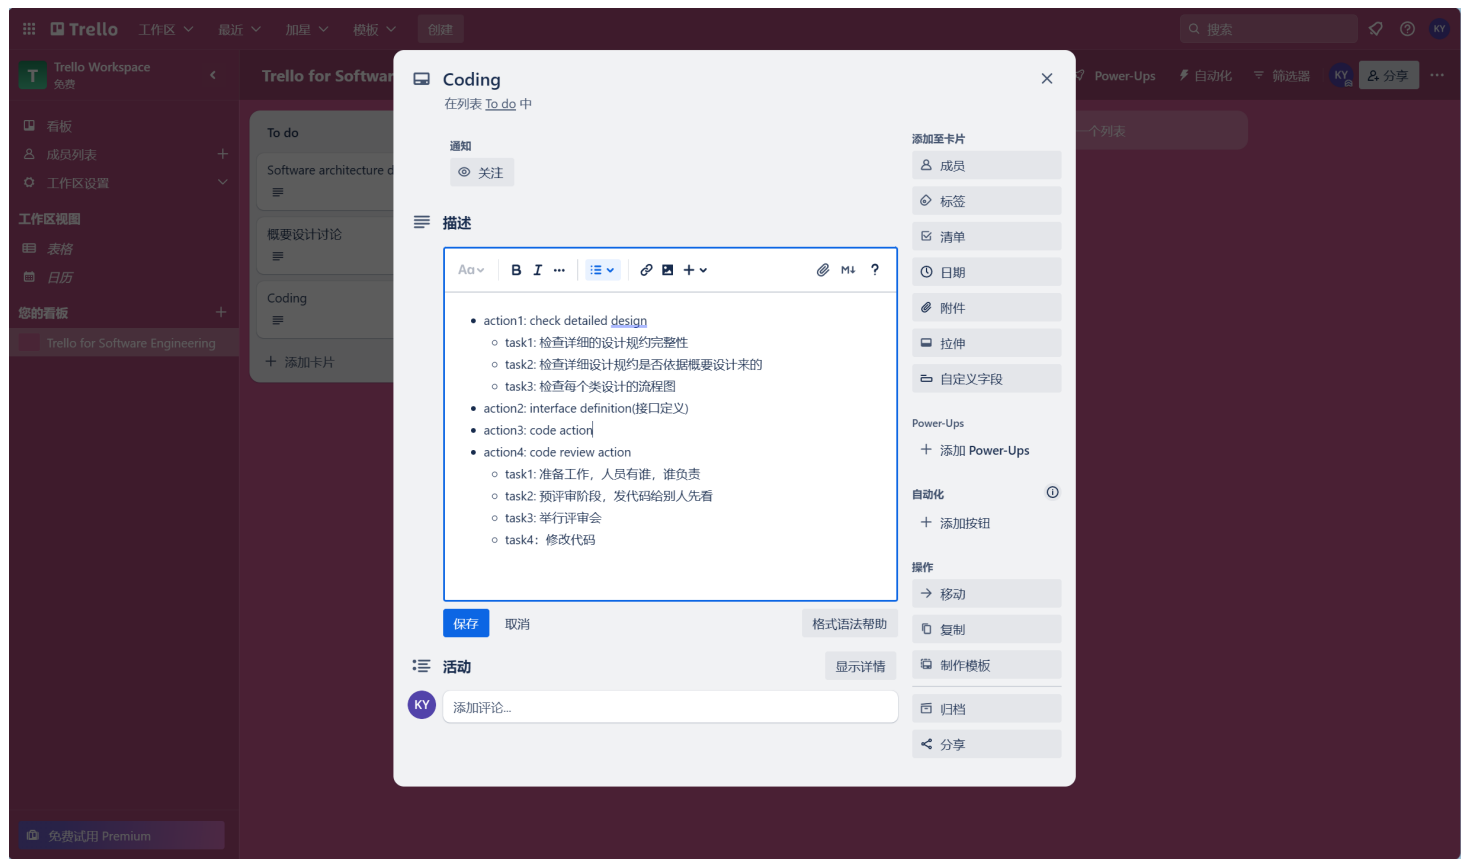 Trello 工作区 最近 加星 模板 创建 搜索 KY
T Trello Workspace
免费
Trello for Softwar
Power-Ups 自动化 筛选器 KY 分享
看板
成员列表
工作区设置
工作区视图
表格
日历
您的看板
Trello for Software Engineering
免费试用 Premium
To do
Software architecture d
概要设计讨论
Coding
添加卡片
一个列表
Coding
在列表 To do 中
通知
关注
描述
Aa B I M ?
action1: check detailed design
task1: 检查详细的设计规约完整性
task2: 检查详细设计规约是否依据概要设计来的
task3: 检查每个类设计的流程图
action2: interface definition(接口定义)
action3: code action
action4: code review action
task1: 准备工作，人员有谁，谁负责
task2: 预评审阶段，发代码给别人先看
task3: 举行评审会
task4：修改代码
保存 取消 格式语法帮助
活动 显示详情
KY 添加评论...
添加至卡片
成员
标签
清单
日期
附件
拉伸
自定义字段
Power-Ups
添加 Power-Ups
自动化
添加按钮
操作
移动
复制
制作模板
归档
分享